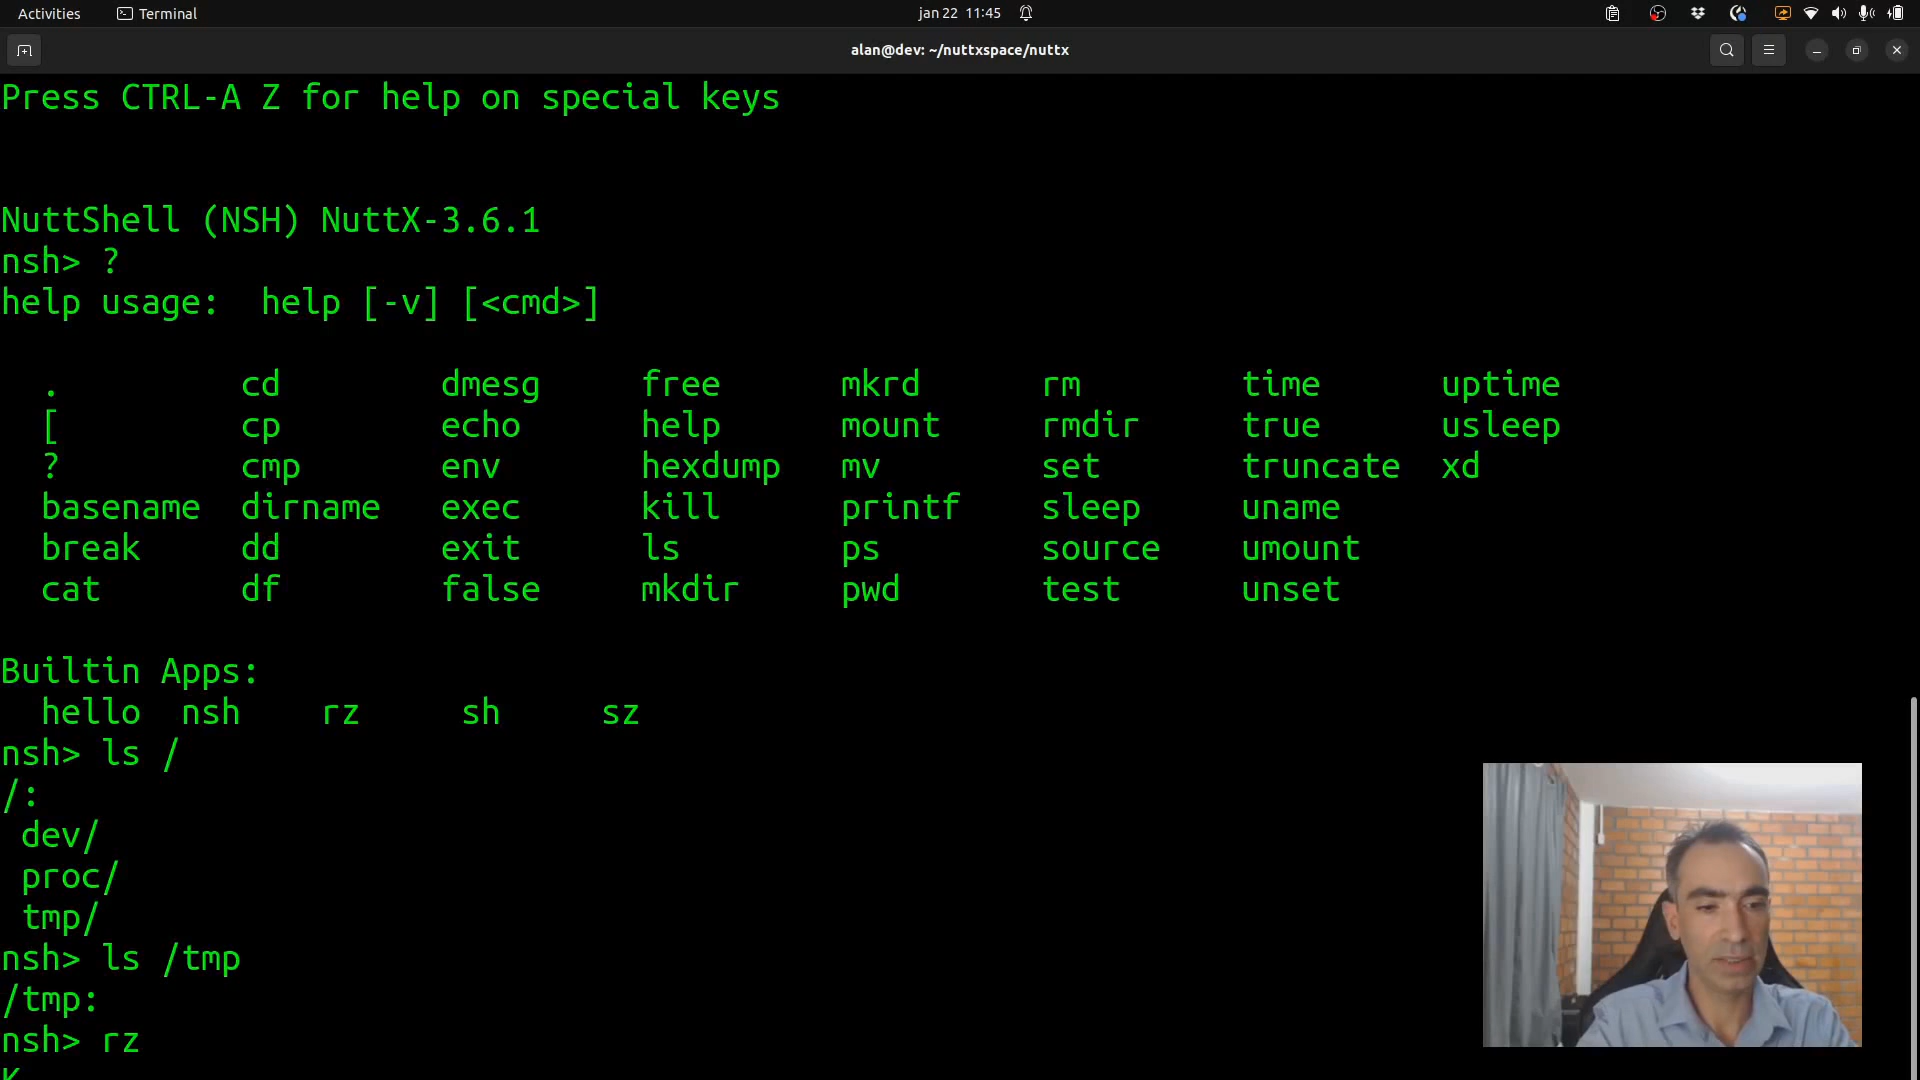 Activities Terminal jan 22 11:45
alan@dev: ~/nuttxspace/nuttx
Press CTRL-A Z for help on special keys
NuttShell (NSH) NuttX-3.6.1
nsh> ?
help usage:  help [-v] [<cmd>]
. cd dmesg free mkrd rm time uptime
[ cp echo help mount rmdir true usleep
? cmp env hexdump mv set truncate xd
basename dirname exec kill printf sleep uname
break dd exit ls ps source umount
cat df false mkdir pwd test unset
Builtin Apps:
hello nsh rz sh sz
nsh> ls /
/:
dev/
proc/
tmp/
nsh> ls /tmp
/tmp:
nsh> rz